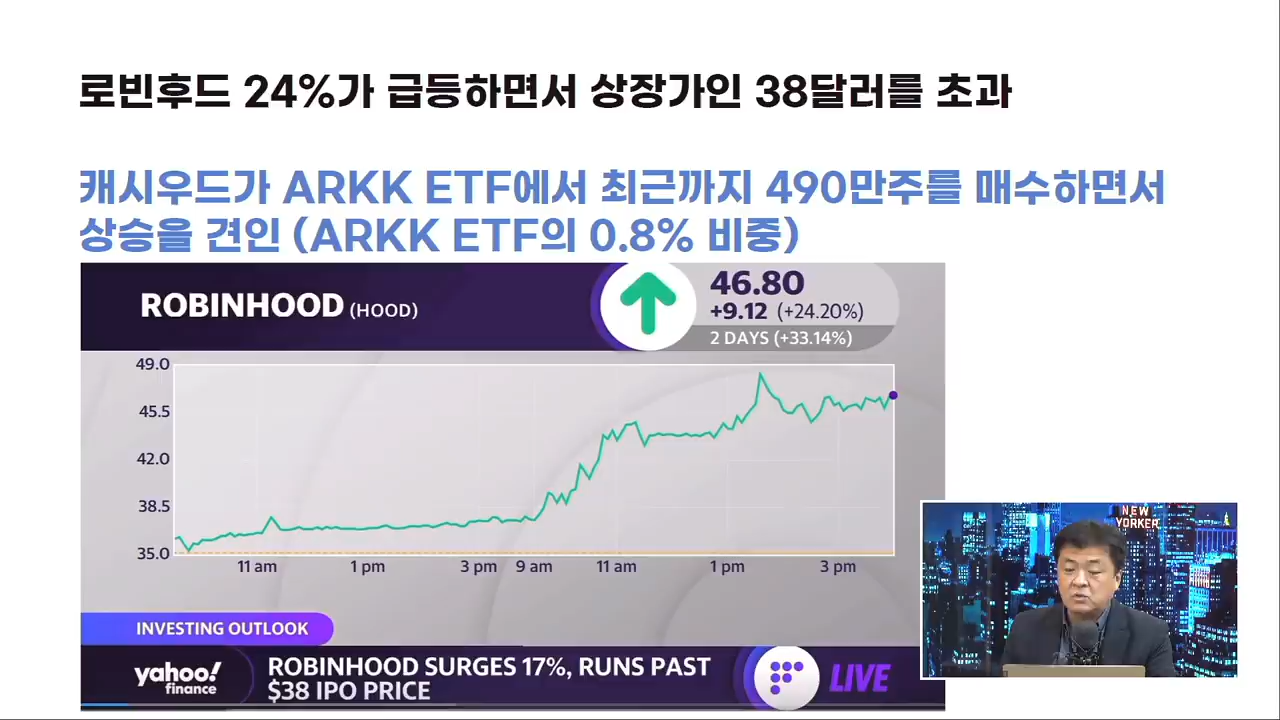 로빈후드 24%가 급등하면서 상장가인 38달러를 초과
캐시우드가 ARKK ETF에서 최근까지 490만주를 매수하면서
상승을 견인 (ARKK ETF의 0.8% 비중)
ROBINHOOD (HOOD)
46.80
+9.12 (+24.20%)
2 DAYS (+33.14%)
49.0
45.5
42.0
38.5
35.0
11 am 1 pm 3 pm 9 am 11 am 1 pm 3 pm
INVESTING OUTLOOK
yahoo!
finance
ROBINHOOD SURGES 17%, RUNS PAST
$38 IPO PRICE
LIVE
NEW
YORKER